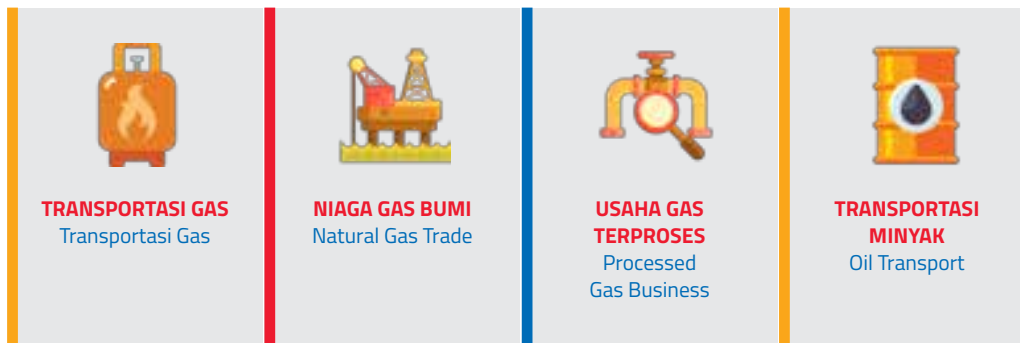 TRANSPORTASI GAS
Transportasi Gas
NIAGA GAS BUMI
Natural Gas Trade
USAHA GAS
TERPROSES
Processed
Gas Business
TRANSPORTASI
MINYAK
Oil Transport